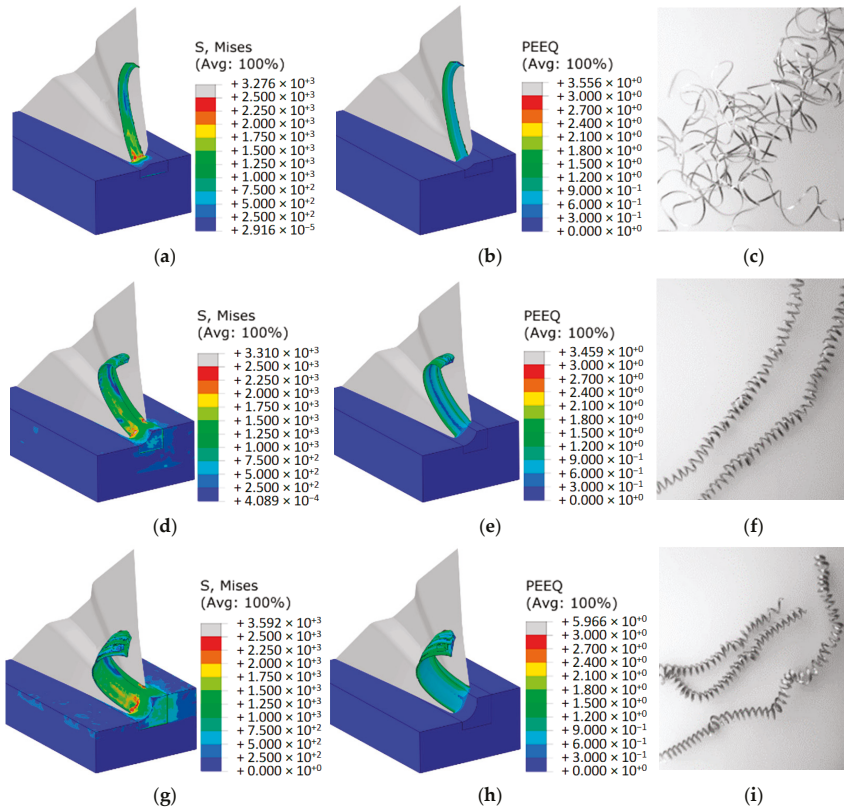 S, Mises
(Avg: 100%)
+ 3.276 × 10⁺³
+ 2.500 × 10⁺³
+ 2.250 × 10⁺³
+ 2.000 × 10⁺³
+ 1.750 × 10⁺³
+ 1.500 × 10⁺³
+ 1.250 × 10⁺³
+ 1.000 × 10⁺³
+ 7.500 × 10⁺²
+ 5.000 × 10⁺²
+ 2.500 × 10⁺²
+ 2.916 × 10⁻⁵
PEEQ
(Avg: 100%)
+ 3.556 × 10⁺⁰
+ 3.000 × 10⁺⁰
+ 2.700 × 10⁺⁰
+ 2.400 × 10⁺⁰
+ 2.100 × 10⁺⁰
+ 1.800 × 10⁺⁰
+ 1.500 × 10⁺⁰
+ 1.200 × 10⁺⁰
+ 9.000 × 10⁻¹
+ 6.000 × 10⁻¹
+ 3.000 × 10⁻¹
+ 0.000 × 10⁺⁰
(a) (b) (c)
S, Mises
(Avg: 100%)
+ 3.310 × 10⁺³
+ 2.500 × 10⁺³
+ 2.250 × 10⁺³
+ 2.000 × 10⁺³
+ 1.750 × 10⁺³
+ 1.500 × 10⁺³
+ 1.250 × 10⁺³
+ 1.000 × 10⁺³
+ 7.500 × 10⁺²
+ 5.000 × 10⁺²
+ 2.500 × 10⁺²
+ 4.089 × 10⁻⁴
PEEQ
(Avg: 100%)
+ 3.459 × 10⁺⁰
+ 3.000 × 10⁺⁰
+ 2.700 × 10⁺⁰
+ 2.400 × 10⁺⁰
+ 2.100 × 10⁺⁰
+ 1.800 × 10⁺⁰
+ 1.500 × 10⁺⁰
+ 1.200 × 10⁺⁰
+ 9.000 × 10⁻¹
+ 6.000 × 10⁻¹
+ 3.000 × 10⁻¹
+ 0.000 × 10⁺⁰
(d) (e) (f)
S, Mises
(Avg: 100%)
+ 3.592 × 10⁺³
+ 2.500 × 10⁺³
+ 2.250 × 10⁺³
+ 2.000 × 10⁺³
+ 1.750 × 10⁺³
+ 1.500 × 10⁺³
+ 1.250 × 10⁺³
+ 1.000 × 10⁺³
+ 7.500 × 10⁺²
+ 5.000 × 10⁺²
+ 2.500 × 10⁺²
+ 0.000 × 10⁺⁰
PEEQ
(Avg: 100%)
+ 5.966 × 10⁺⁰
+ 3.000 × 10⁺⁰
+ 2.700 × 10⁺⁰
+ 2.400 × 10⁺⁰
+ 2.100 × 10⁺⁰
+ 1.800 × 10⁺⁰
+ 1.500 × 10⁺⁰
+ 1.200 × 10⁺⁰
+ 9.000 × 10⁻¹
+ 6.000 × 10⁻¹
+ 3.000 × 10⁻¹
+ 0.000 × 10⁺⁰
(g) (h) (i)